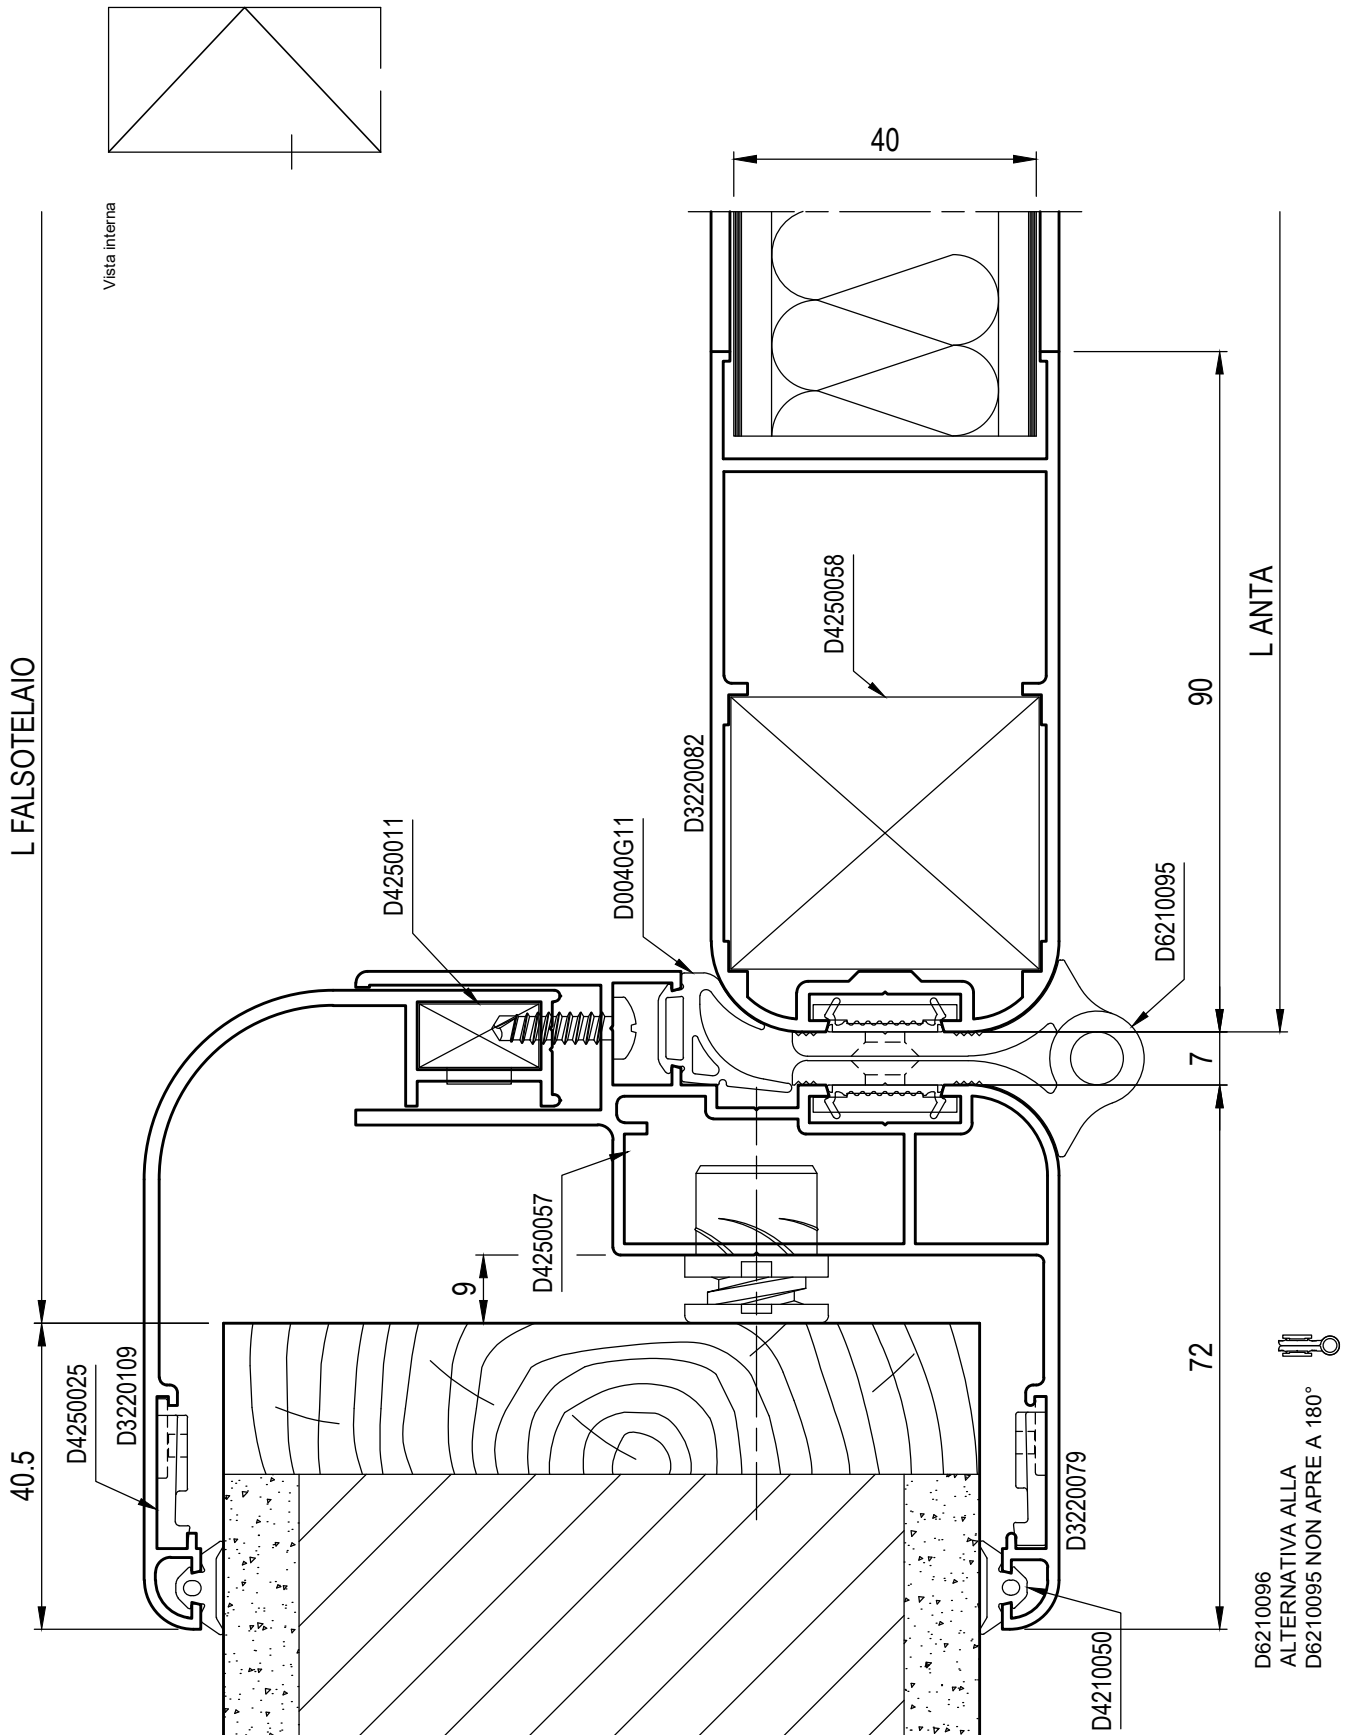 Vista interna
L FALSOTELAIO
40.5
40
D4250025
D3220109
D4250011
D0040G11
D3220082
D4250058
D4250057
9
D6210095
L ANTA
90
7
72
D3220079
D4210050
D6210096
ALTERNATIVA ALLA
D6210095 NON APRE A 180°